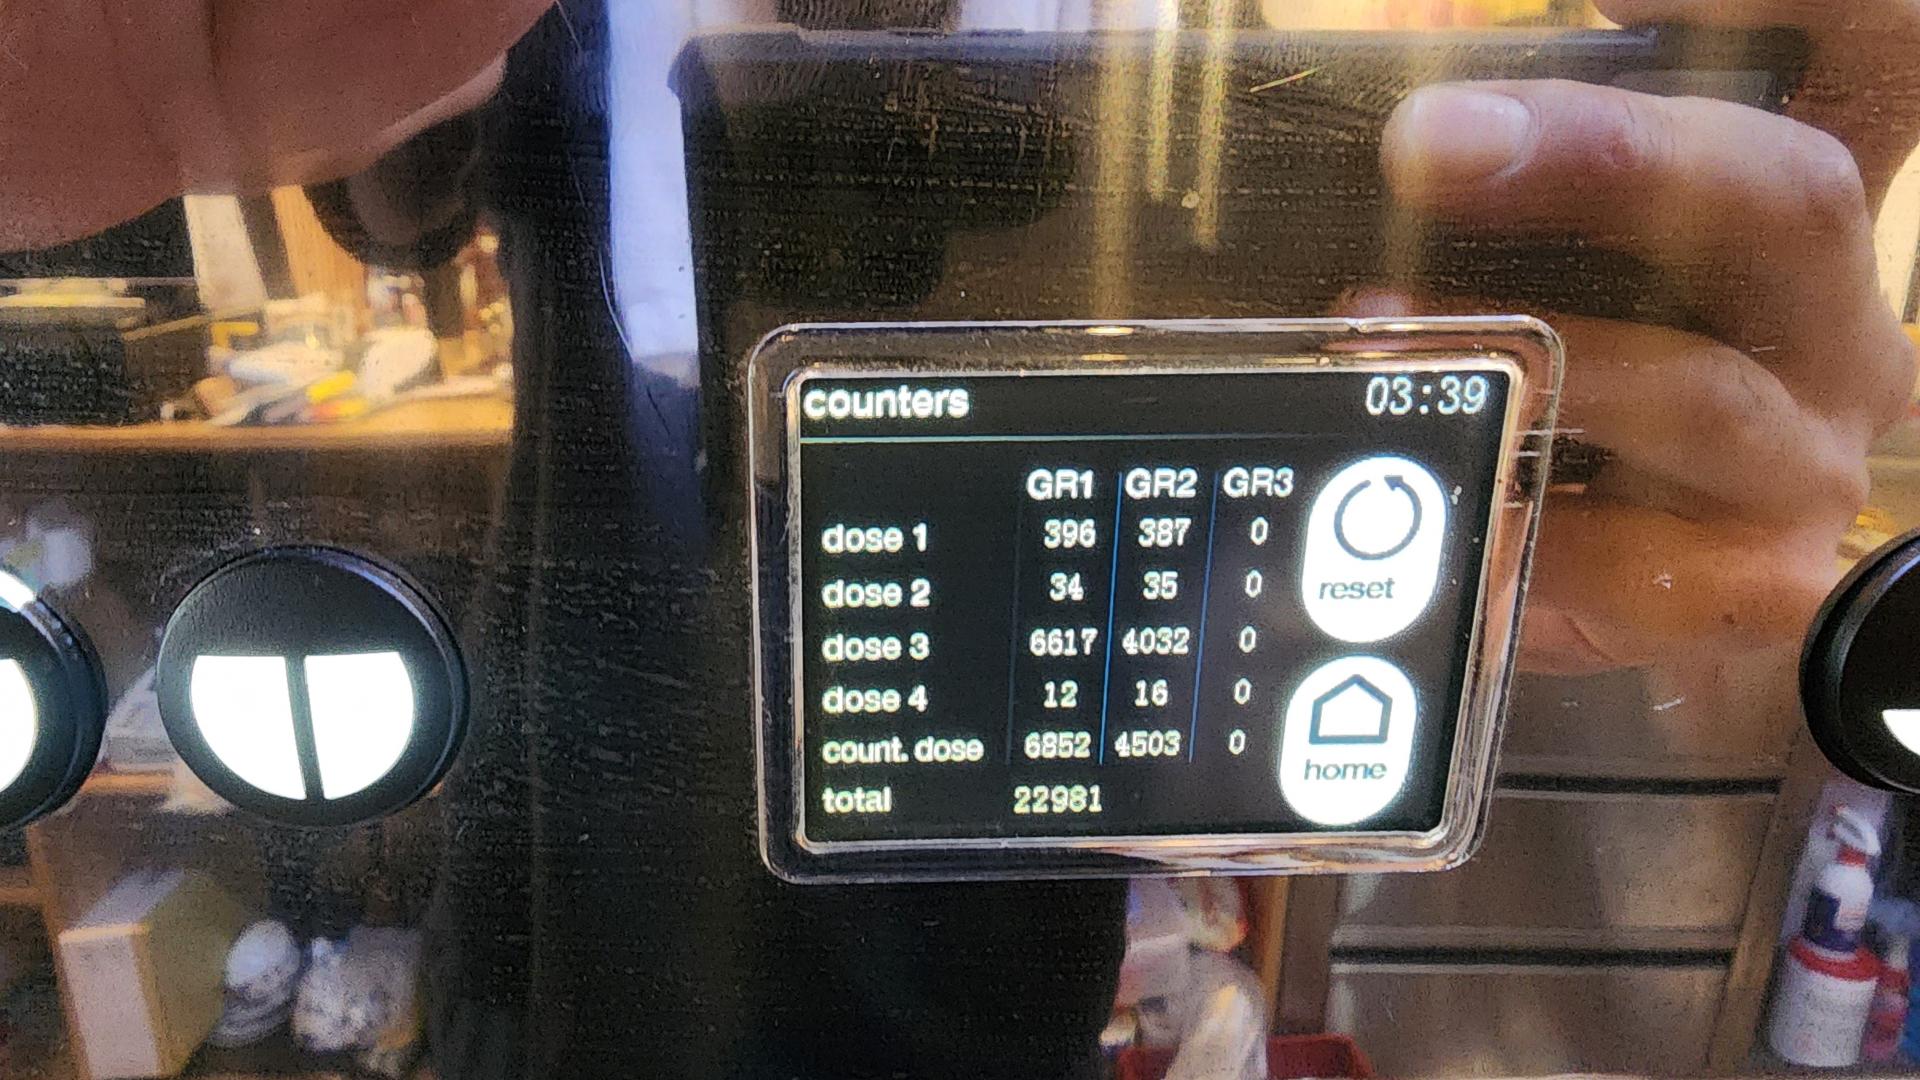 counters 03:39
GR1 GR2 GR3
dose 1 396 387 0
dose 2 34 35 0
dose 3 6617 4032 0
dose 4 12 16 0
count. dose 6852 4503 0
total 22981
reset
home